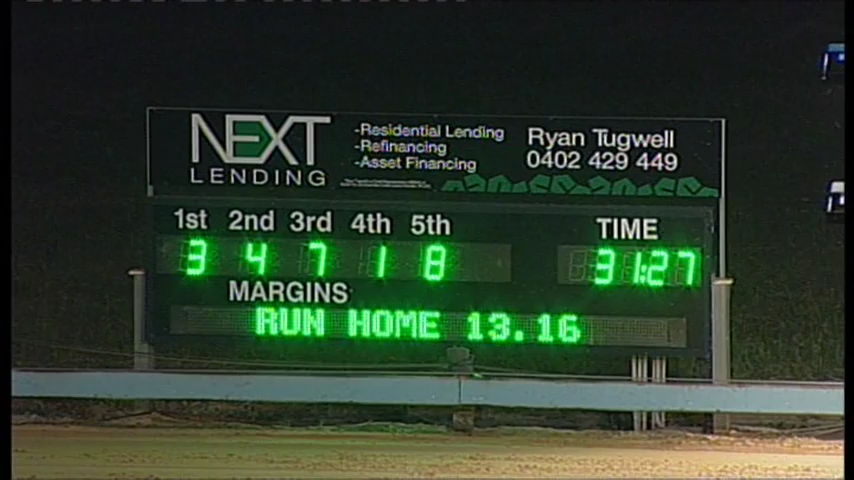 NEXT
LENDING
-Residential Lending
-Refinancing
-Asset Financing
Ryan Tugwell
0402 429 449
1st 2nd 3rd 4th 5th TIME
3 4 7 1 8 31:27
MARGINS
RUN HOME 13.16